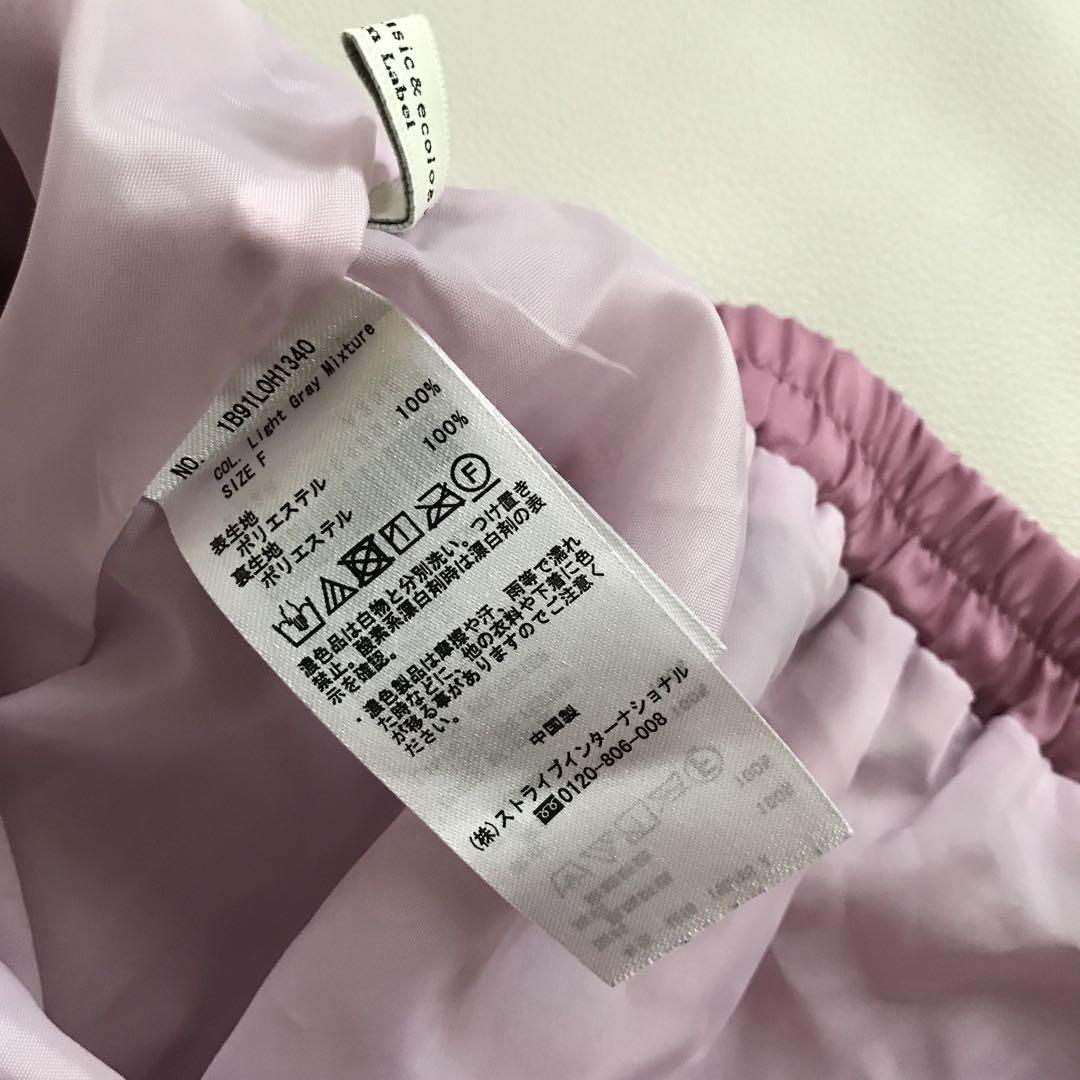 sic&ecolog
Label
NO. 1B91L0H1340
COL. Light Gray Mixture
SIZE F
表生地
ポリエステル 100%
裏生地
ポリエステル 100%
F
濃色品は白物と分別洗い。つけ置き
禁止。酸素系漂白剤時は漂白剤の表
示を確認。
・濃色製品は摩擦や汗、雨等で濡れ
た時などに、他の衣料や下着に色
が移る事がありますのでご注意く
ださい。
中国製
(株)ストライプインターナショナル
0120-806-008